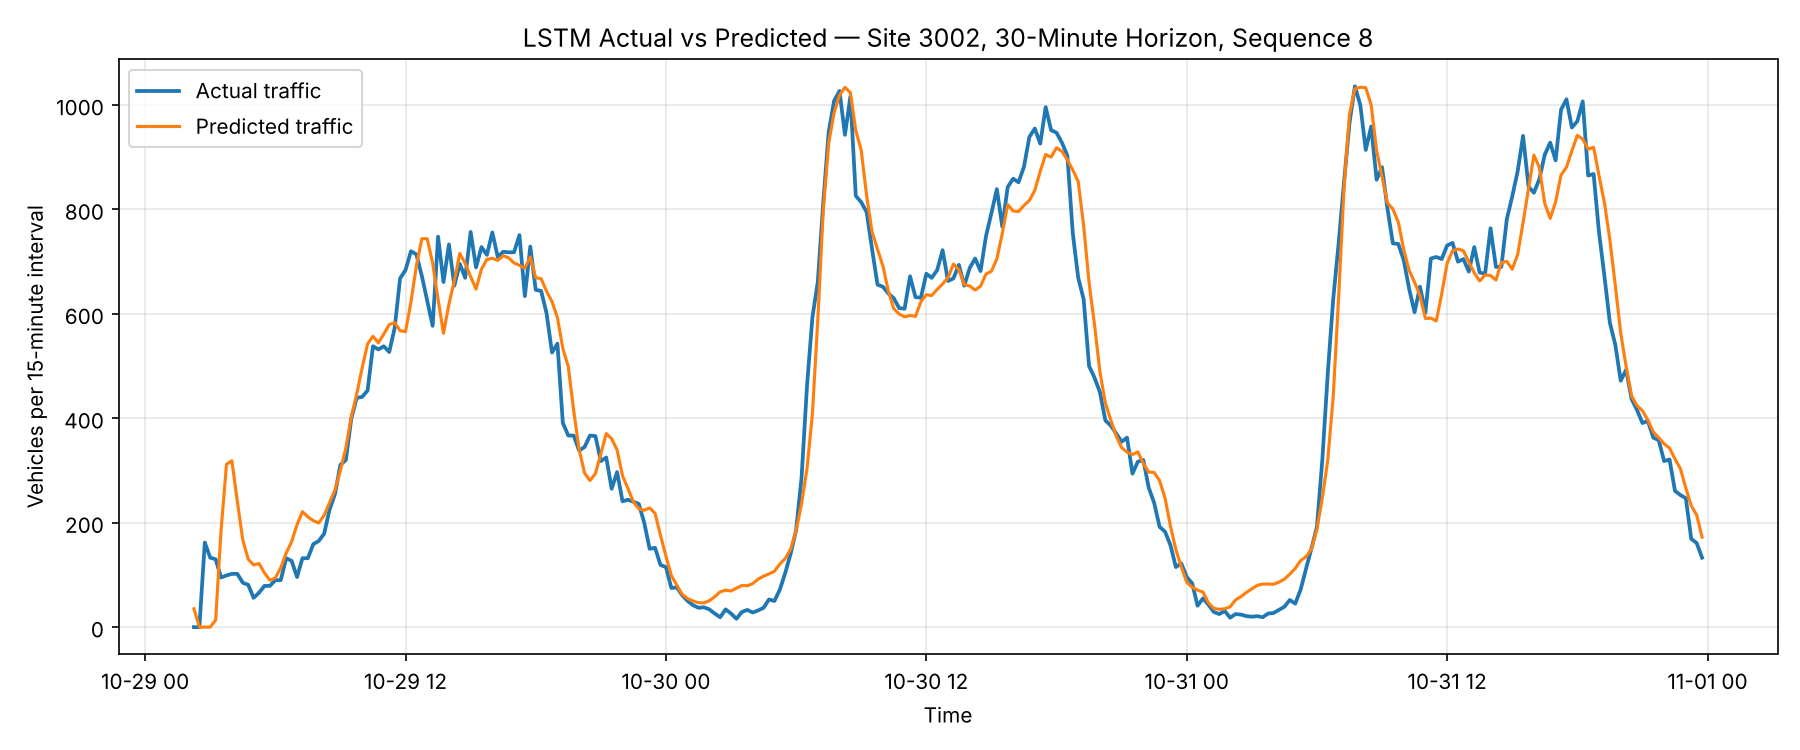 LSTM Actual vs Predicted — Site 3002, 30-Minute Horizon, Sequence 8
Actual traffic
Predicted traffic
Vehicles per 15-minute interval
1000
800
600
400
200
0
10-29 00
10-29 12
10-30 00
10-30 12
10-31 00
10-31 12
11-01 00
Time